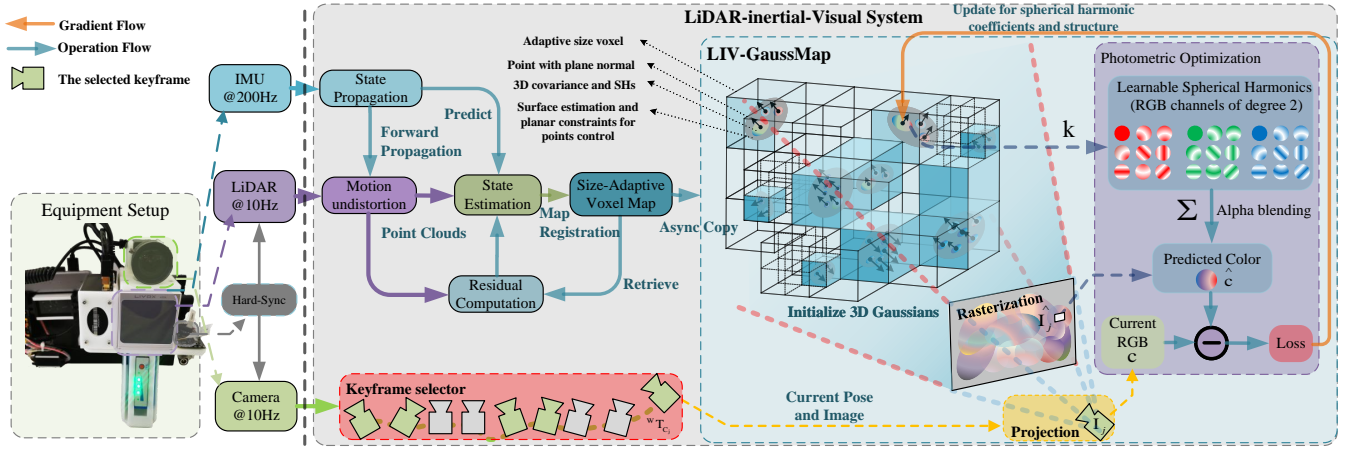 Gradient Flow
Operation Flow
The selected keyframe
Equipment Setup
IMU
@200Hz
LiDAR
@10Hz
Hard-Sync
Camera
@10Hz
LiDAR-inertial-Visual System
State
Propagation
Forward
Propagation
Predict
Motion
undistortion
Point Clouds
State
Estimation
Map
Registration
Size-Adaptive
Voxel Map
Async Copy
Residual
Computation
Retrieve
Keyframe selector
W T C j
Current Pose
and Image
Adaptive size voxel
Point with plane normal
3D covariance and SHs
Surface estimation and
planar constraints for
points control
LIV-GaussMap
Update for spherical harmonic
coefficients and structure
Initialize 3D Gaussians
Rasterization
Î j
Projection
I j
k
Photometric Optimization
Learnable Spherical Harmonics
(RGB channels of degree 2)
Σ
Alpha blending
Predicted Color
ĉ
Current
RGB
c
−
Loss